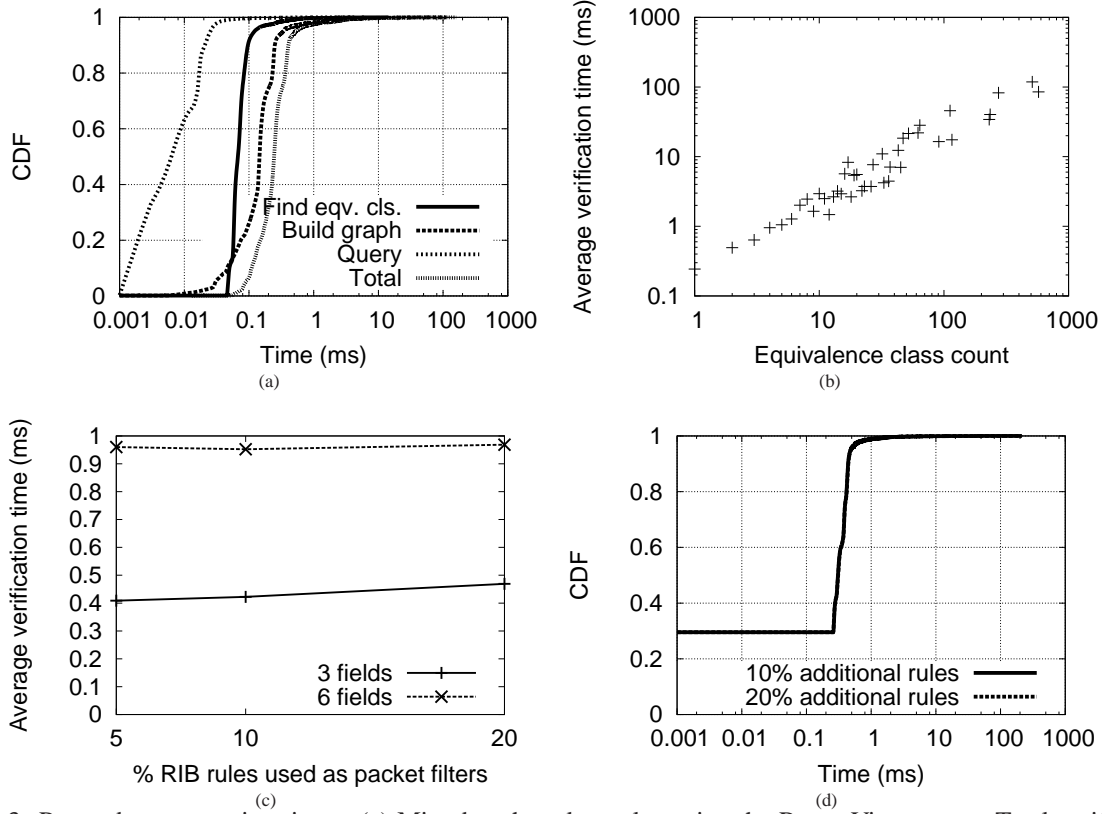 1
0.8
0.6
0.4
0.2
0
CDF
Find eqv. cls.
Build graph
Query
Total
0.001 0.01 0.1 1 10 100 1000
Time (ms)
(a)
1000
100
10
1
0.1
Average verification time (ms)
1 10 100 1000
Equivalence class count
(b)
1
0.9
0.8
0.7
0.6
0.5
0.4
0.3
0.2
0.1
0
Average verification time (ms)
3 fields
6 fields
5 10 20
% RIB rules used as packet filters
(c)
1
0.8
0.6
0.4
0.2
0
CDF
10% additional rules
20% additional rules
0.001 0.01 0.1 1 10 100 1000
Time (ms)
(d)